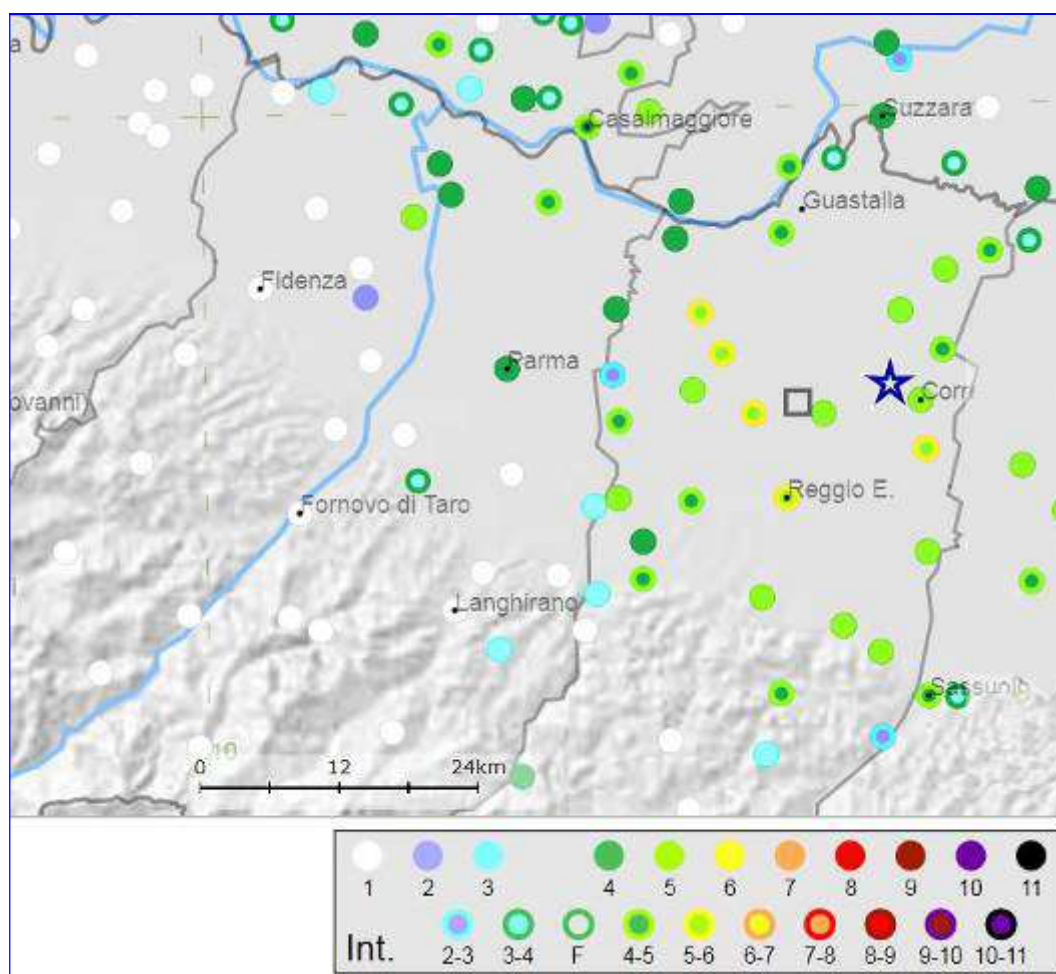 a
Suzzara
Casalmaggiore
Guastalla
Fidenza
Parma
ovanni)
Corr
Reggio E.
Fornovo di Taro
Langhirano
Sassuolo
10
0 12 24km
1 2 3 4 5 6 7 8 9 10 11
Int. 2-3 3-4 F 4-5 5-6 6-7 7-8 8-9 9-10 10-11